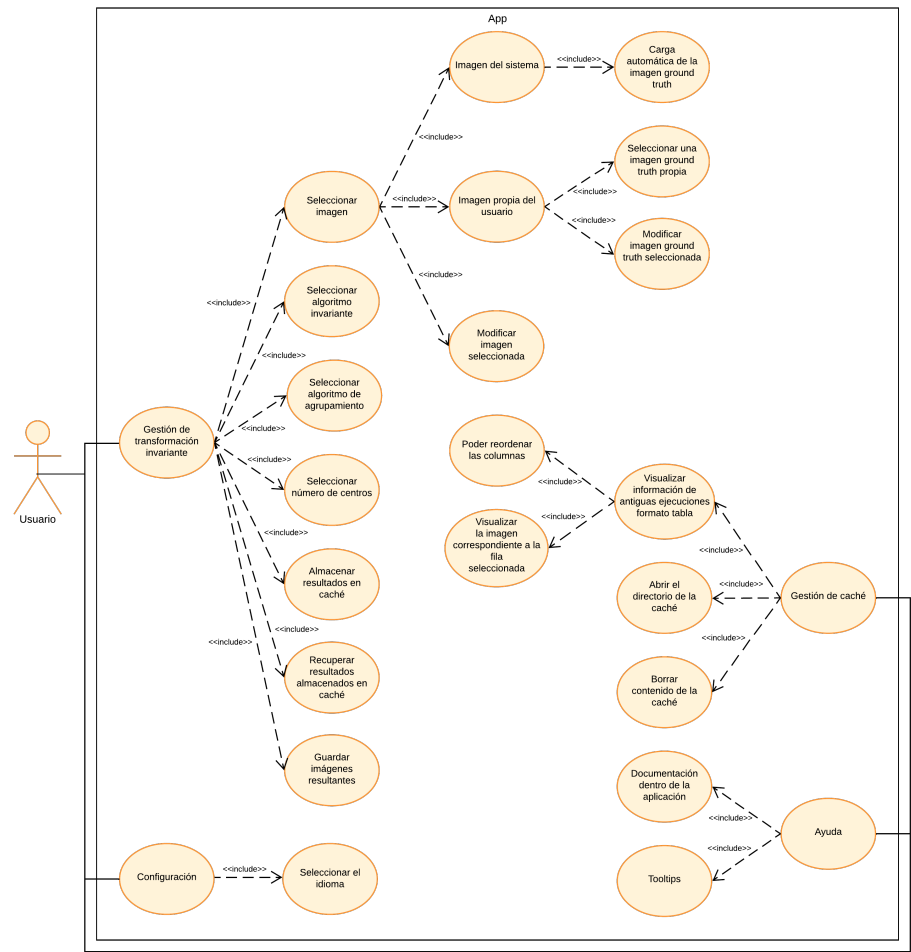 App
Imagen del sistema
<<include>>
Carga
automática de la
imagen ground
truth
<<include>>
Seleccionar una
imagen ground
truth propia
Seleccionar
imagen
<<include>>
Imagen propia del
usuario
<<include>>
<<include>>
Modificar
imagen ground
truth seleccionada
<<include>>
<<include>>
Seleccionar
algoritmo
invariante
Modificar
imagen
seleccionada
<<include>>
Seleccionar
algoritmo de
agrupamiento
<<include>>
Gestión de
transformación
invariante
<<include>>
Seleccionar
número de centros
Usuario
<<include>>
Almacenar
resultados en
caché
<<include>>
<<include>>
Recuperar
resultados
almacenados en
caché
Guardar
imágenes
resultantes
Poder reordenar
las columnas
<<include>>
Visualizar
información de
antiguas ejecuciones
formato tabla
<<include>>
Visualizar
la imagen
correspondiente a la
fila
seleccionada
<<include>>
Abrir el
directorio de la
caché
<<include>>
Gestión de caché
<<include>>
Borrar
contenido de la
caché
Documentación
dentro de la
aplicación
<<include>>
Ayuda
<<include>>
Tooltips
Configuración
<<include>>
Seleccionar el
idioma